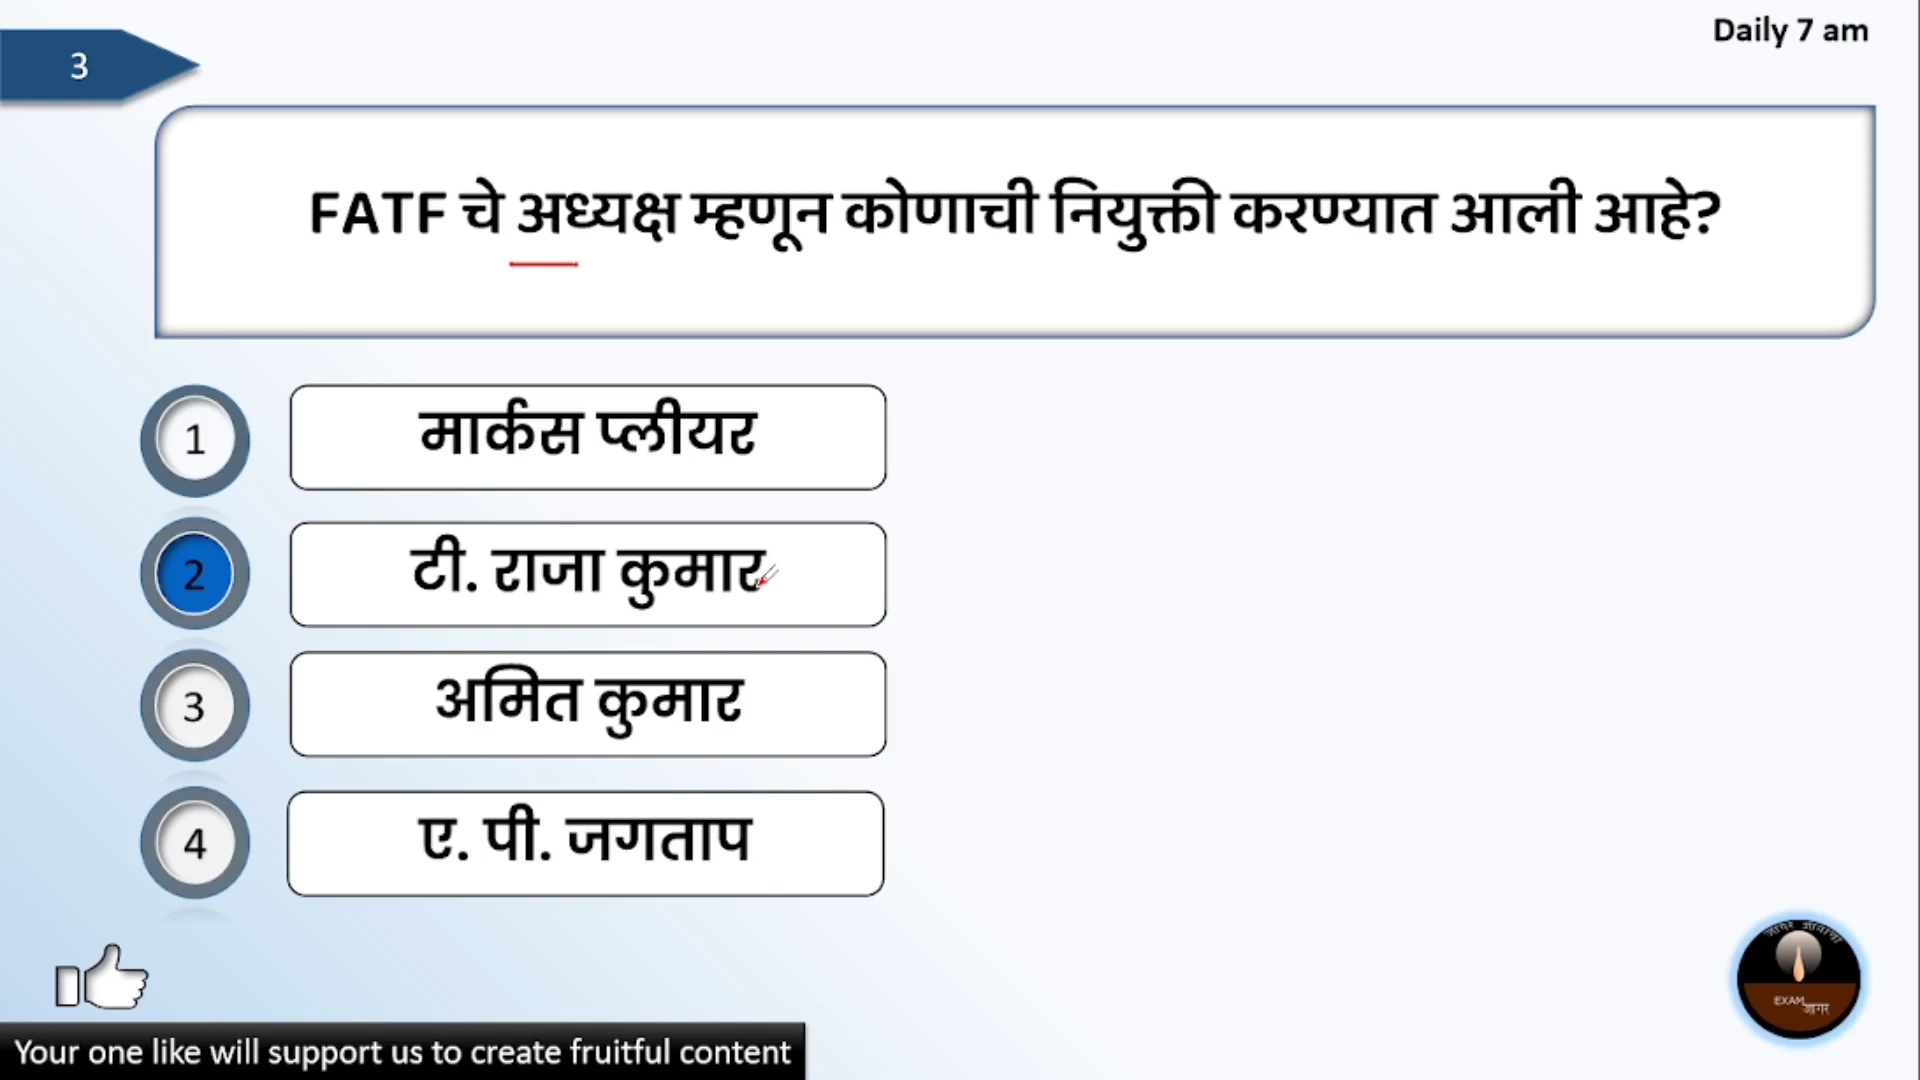 Daily 7 am
3
FATF चे अध्यक्ष म्हणून कोणाची नियुक्ती करण्यात आली आहे?
1
मार्कस प्लीयर
2
टी. राजा कुमार
3
अमित कुमार
4
ए. पी. जगताप
EXAM
जागर
Your one like will support us to create fruitful content